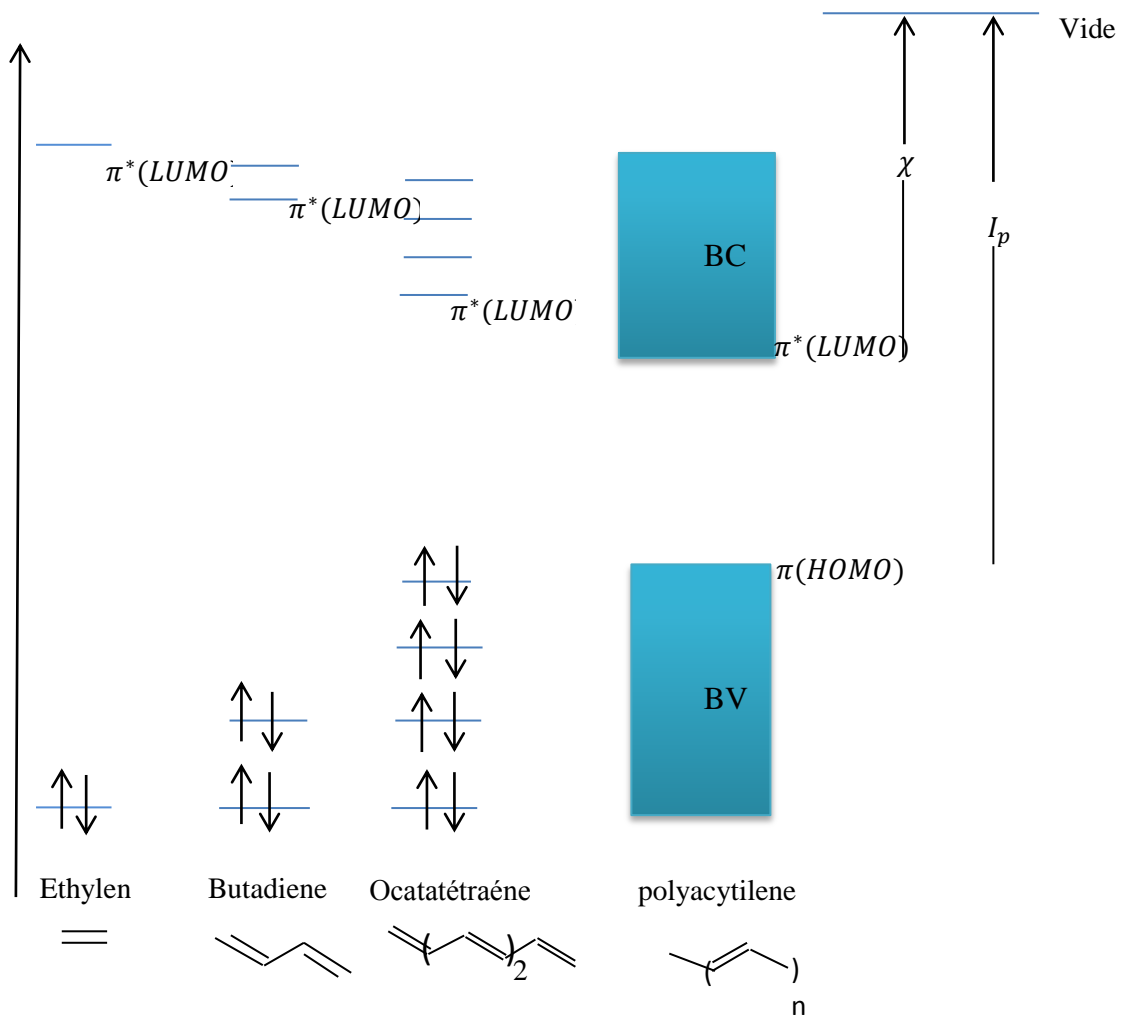 Vide
π*(LUMO)
π*(LUMO)
π*(LUMO)
χ
I_p
BC
π*(LUMO)
π(HOMO)
BV
Ethylen
Butadiene
Ocatatétraéne
polyacytilene
( ) 2
( ) n